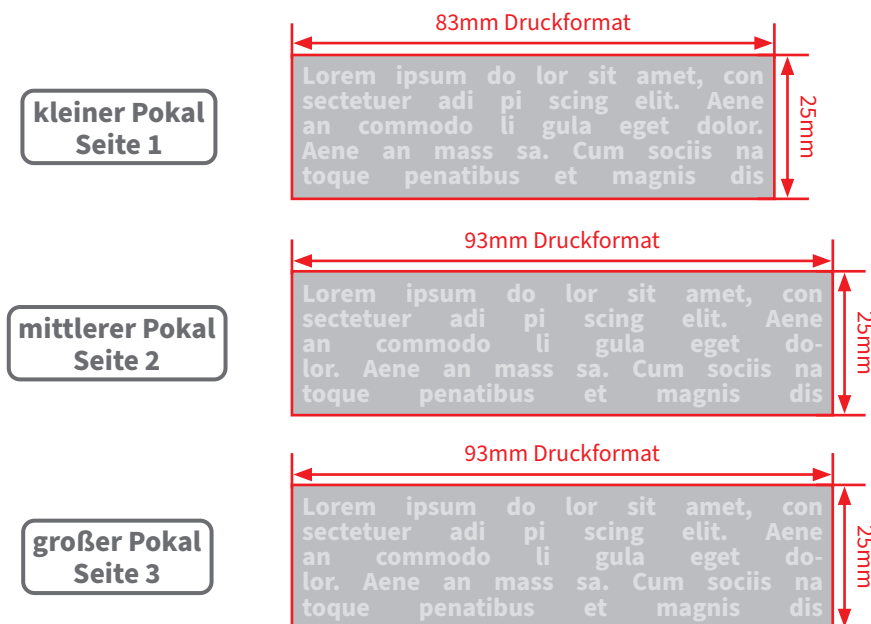 83mm Druckformat
kleiner Pokal
Seite 1
Lorem ipsum do lor sit amet, con
sectetuer adi pi scing elit. Aene
an commodo li gula eget dolor.
Aene an mass sa. Cum sociis na
toque penatibus et magnis dis
25mm
93mm Druckformat
mittlerer Pokal
Seite 2
Lorem ipsum do lor sit amet, con
sectetuer adi pi scing elit. Aene
an commodo li gula eget do-
lor. Aene an mass sa. Cum sociis na
toque penatibus et magnis dis
25mm
93mm Druckformat
großer Pokal
Seite 3
Lorem ipsum do lor sit amet, con
sectetuer adi pi scing elit. Aene
an commodo li gula eget do-
lor. Aene an mass sa. Cum sociis na
toque penatibus et magnis dis
25mm